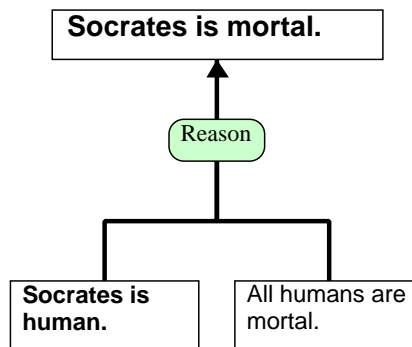 Socrates is mortal.
Reason
Socrates is
human.
All humans are
mortal.